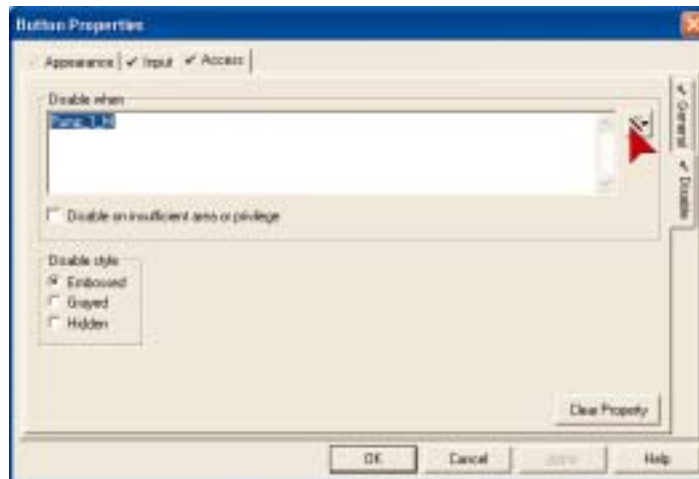 Button Properties
Appearance Input Access
Disable when
Pump_1_M
General
Disable
Disable on insufficient area or privilege
Disable style
Embossed
Grayed
Hidden
Clear Property
OK Cancel Apply Help